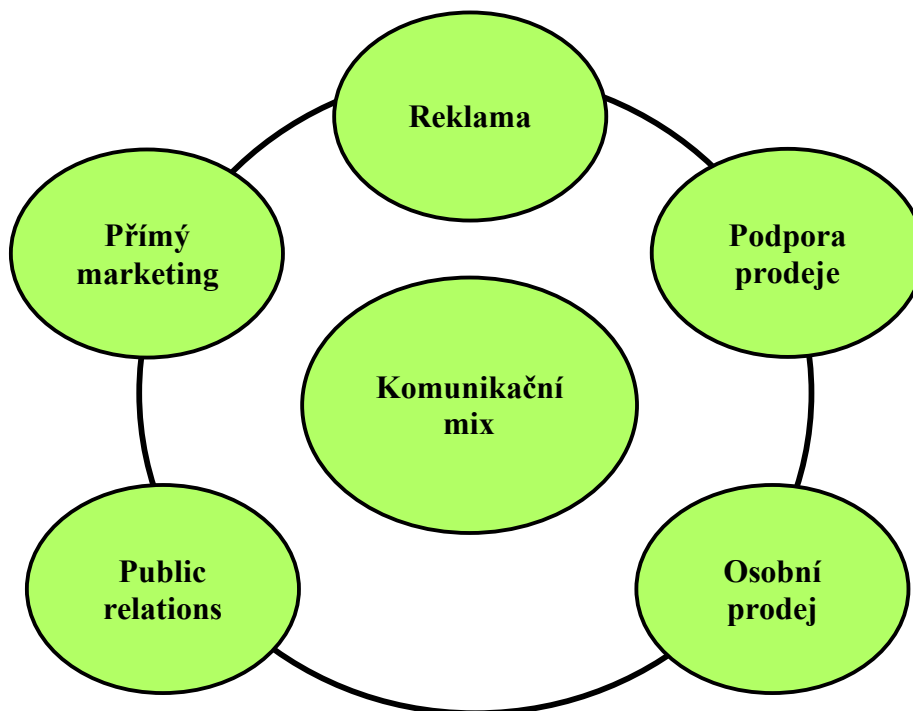 Reklama
Přímý
marketing
Podpora
prodeje
Komunikační
mix
Public
relations
Osobní
prodej